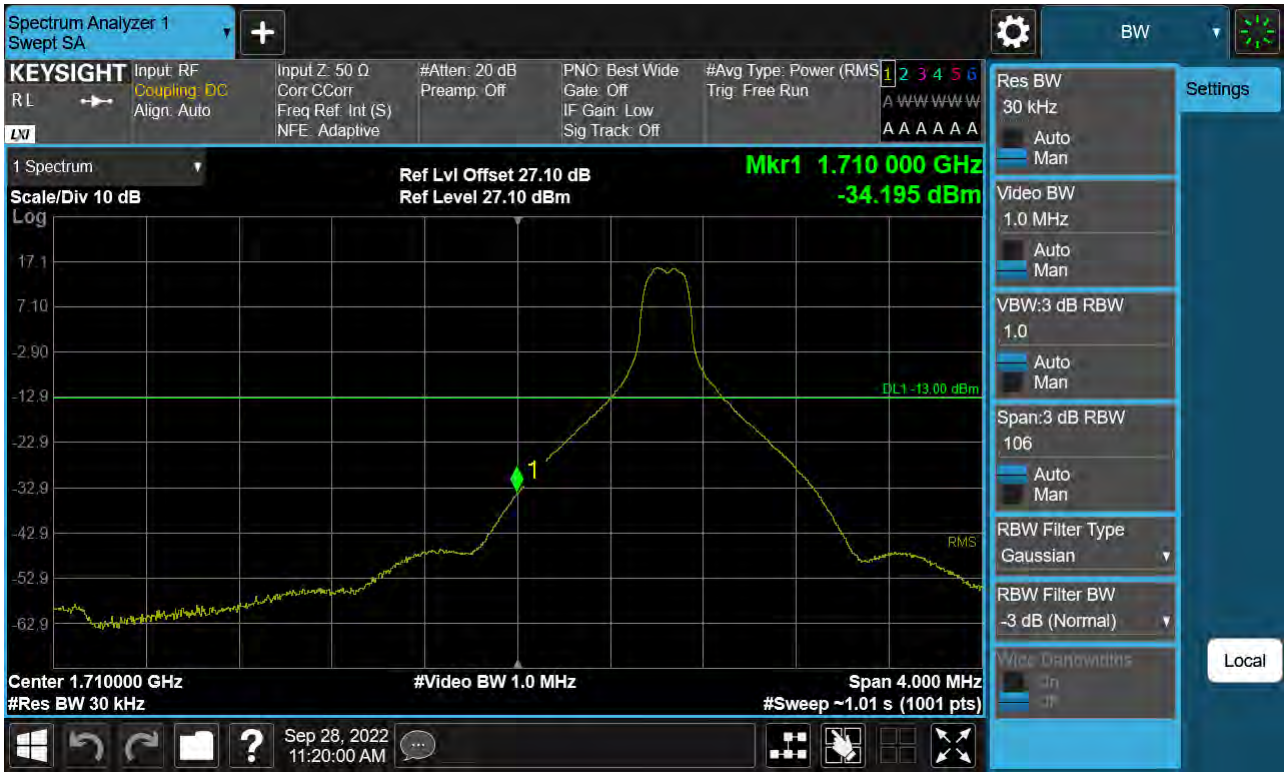 Spectrum Analyzer 1
Swept SA
+
BW
KEYSIGHT
RL
LXI
Input: RF
Coupling: DC
Align: Auto
Input Z: 50 Ω
Corr CCorr
Freq Ref: Int (S)
NFE: Adaptive
#Atten: 20 dB
Preamp: Off
PNO: Best Wide
Gate: Off
IF Gain: Low
Sig Track: Off
#Avg Type: Power (RMS
Trig: Free Run
1 2 3 4 5 6
A W W W W W
A A A A A A
1 Spectrum
Scale/Div 10 dB
Log
Ref Lvl Offset 27.10 dB
Ref Level 27.10 dBm
Mkr1 1.710 000 GHz
-34.195 dBm
17.1
7.10
-2.90
-12.9
-22.9
-32.9
-42.9
-52.9
-62.9
DL1 -13.00 dBm
1
RMS
Center 1.710000 GHz
#Res BW 30 kHz
#Video BW 1.0 MHz
Span 4.000 MHz
#Sweep ~1.01 s (1001 pts)
Res BW
30 kHz
Auto
Man
Video BW
1.0 MHz
Auto
Man
VBW:3 dB RBW
1.0
Auto
Man
Span:3 dB RBW
106
Auto
Man
RBW Filter Type
Gaussian
RBW Filter BW
-3 dB (Normal)
Settings
Local
?
Sep 28, 2022
11:20:00 AM